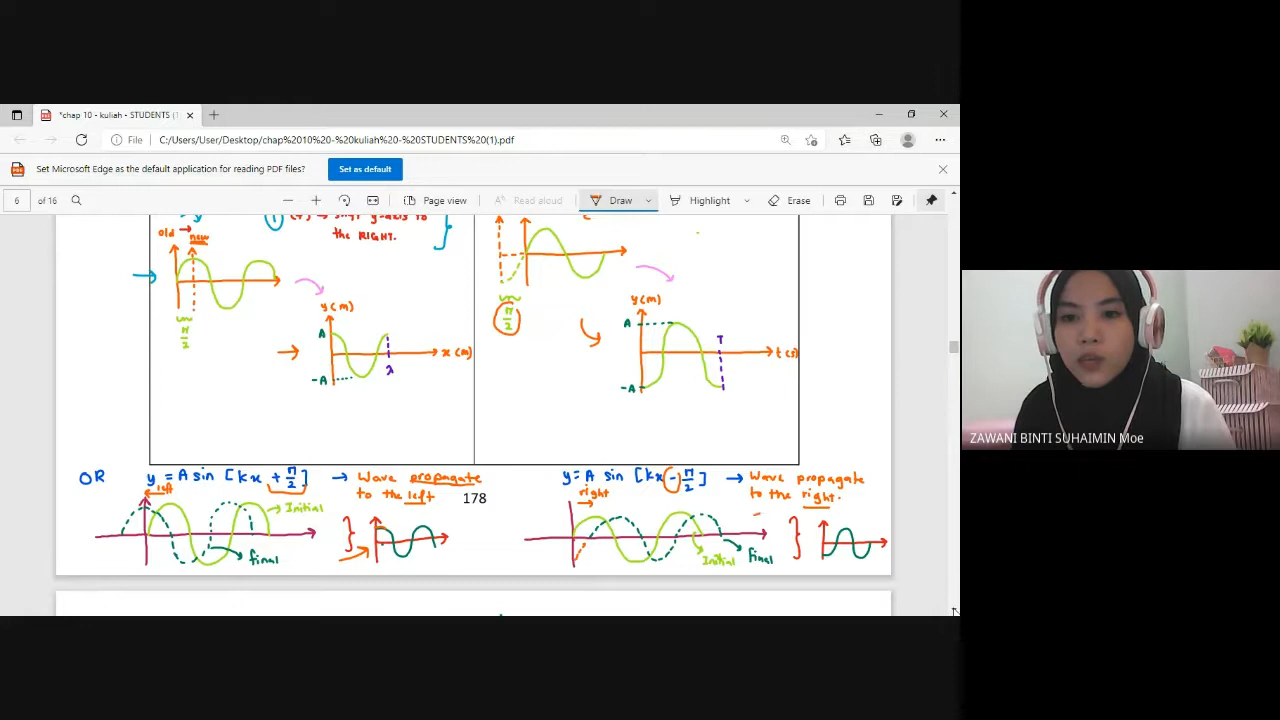 *chap 10 - kuliah - STUDENTS (1
File
C:/Users/User/Desktop/chap%2010%20-%20kuliah%20-%20STUDENTS%20(1).pdf
Set Microsoft Edge as the default application for reading PDF files?
Set as default
6 of 16
Page view
Read aloud
Draw
Highlight
Erase
the RIGHT.
old → new
π/2
y(m)
A
-A
λ
x (m)
π/2
y(m)
A
-A
T
t(s)
OR y = A sin [kx + π/2] → Wave propagate to the left
left
Initial
final
178
y = A sin [kx - π/2] → Wave propagate to the right.
right
Initial
final
ZAWANI BINTI SUHAIMIN Moe